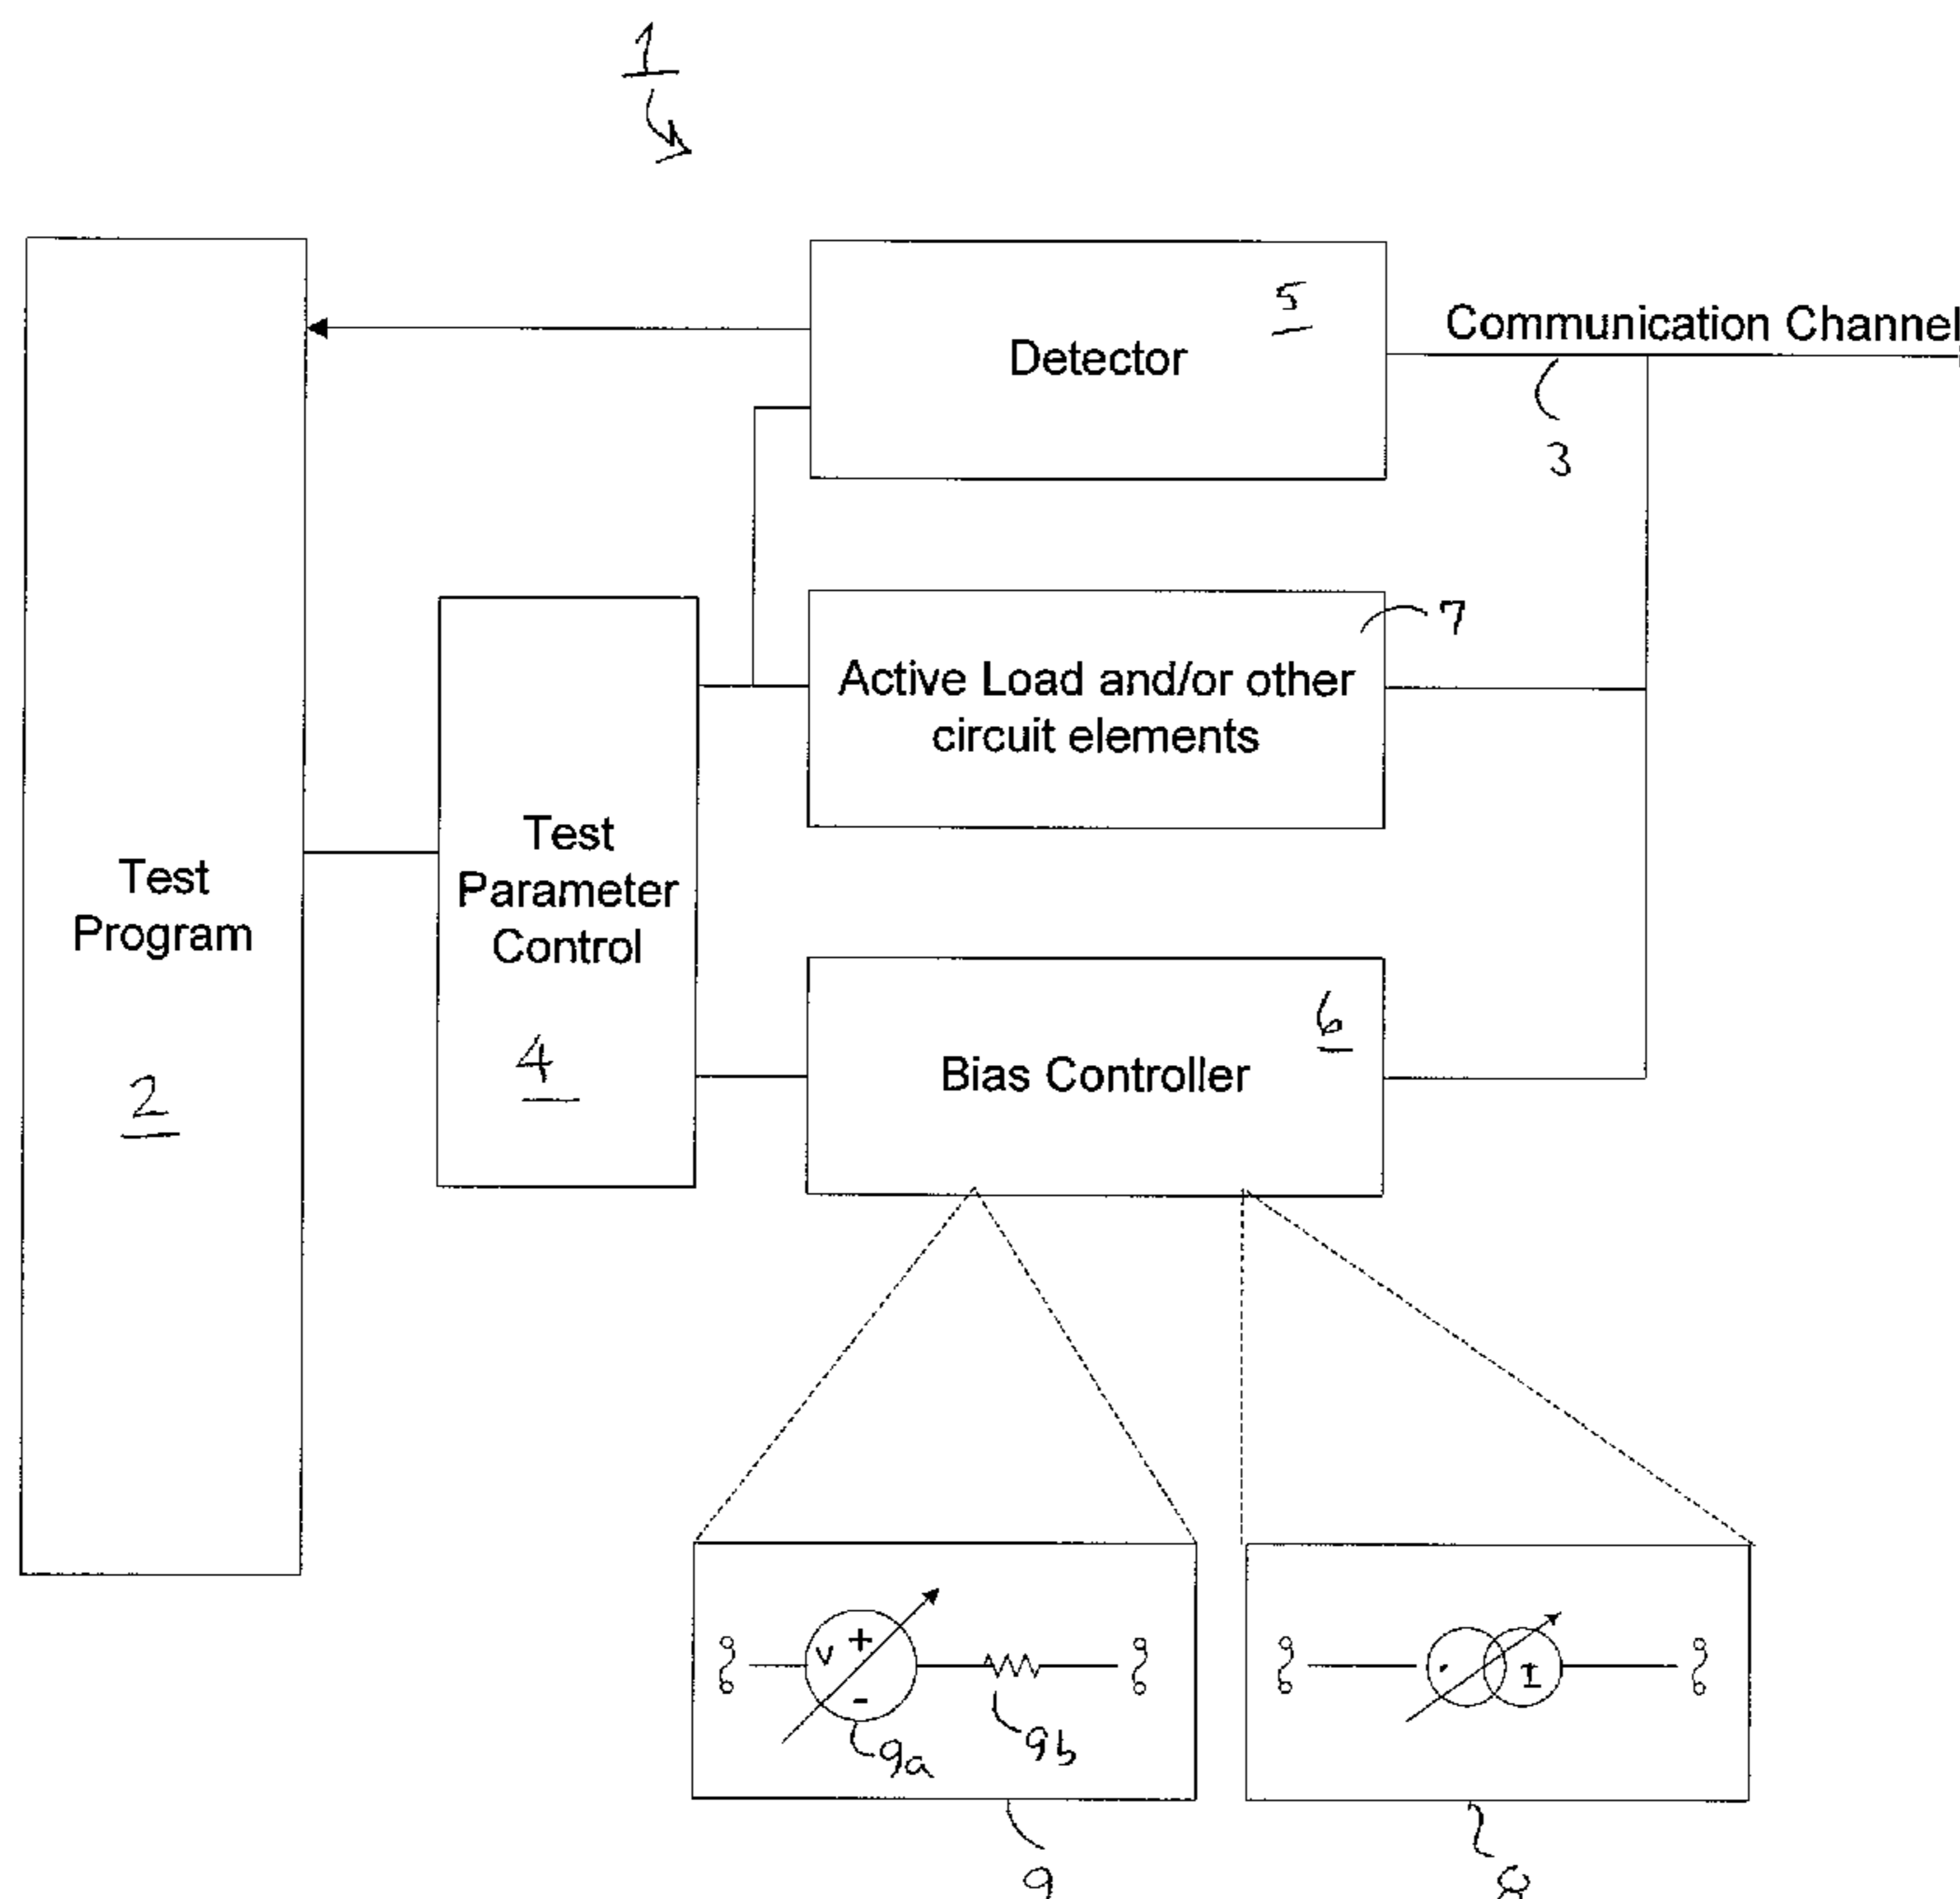 1
5
Detector
Communication Channel
3
7
Active Load and/or other
circuit elements
Test
Parameter
Control
4
Test
Program
2
6
Bias Controller
V
+
-
9a
9b
9
I
8